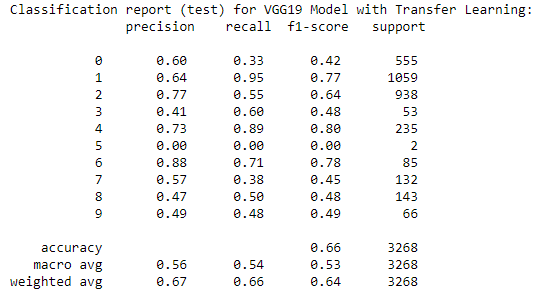 Classification report (test) for VGG19 Model with Transfer Learning:
precision recall f1-score support
0 0.60 0.33 0.42 555
1 0.64 0.95 0.77 1059
2 0.77 0.55 0.64 938
3 0.41 0.60 0.48 53
4 0.73 0.89 0.80 235
5 0.00 0.00 0.00 2
6 0.88 0.71 0.78 85
7 0.57 0.38 0.45 132
8 0.47 0.50 0.48 143
9 0.49 0.48 0.49 66
accuracy 0.66 3268
macro avg 0.56 0.54 0.53 3268
weighted avg 0.67 0.66 0.64 3268